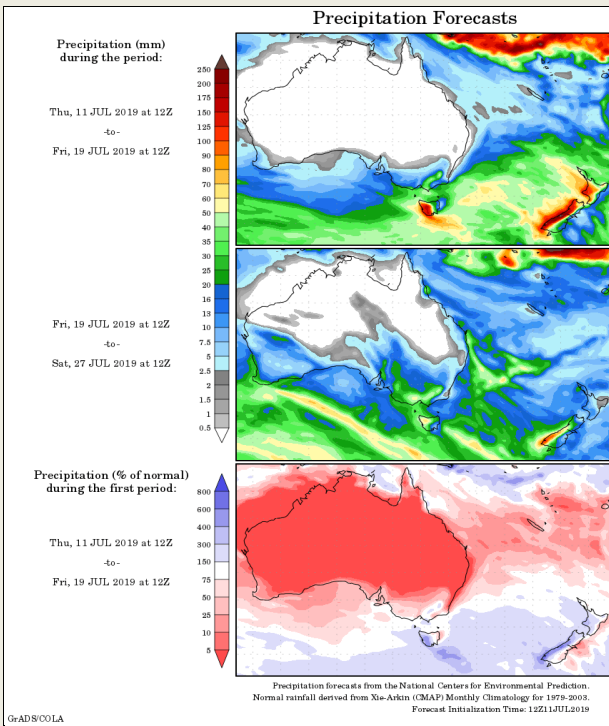 Precipitation Forecasts
Precipitation (mm)
during the period:
Thu, 11 JUL 2019 at 12Z
-to-
Fri, 19 JUL 2019 at 12Z
250
200
175
150
125
100
90
80
70
60
50
40
35
30
25
20
16
13
10
7.5
5
2.5
2
1.5
1
0.5
Fri, 19 JUL 2019 at 12Z
-to-
Sat, 27 JUL 2019 at 12Z
Precipitation (% of normal)
during the first period:
Thu, 11 JUL 2019 at 12Z
-to-
Fri, 19 JUL 2019 at 12Z
800
600
400
300
150
75
50
25
10
5
Precipitation forecasts from the National Centers for Environmental Prediction.
Normal rainfall derived from Xie-Arkin (CMAP) Monthly Climatology for 1979-2003.
Forecast Initialization Time: 12Z11JUL2019
GrADS/COLA